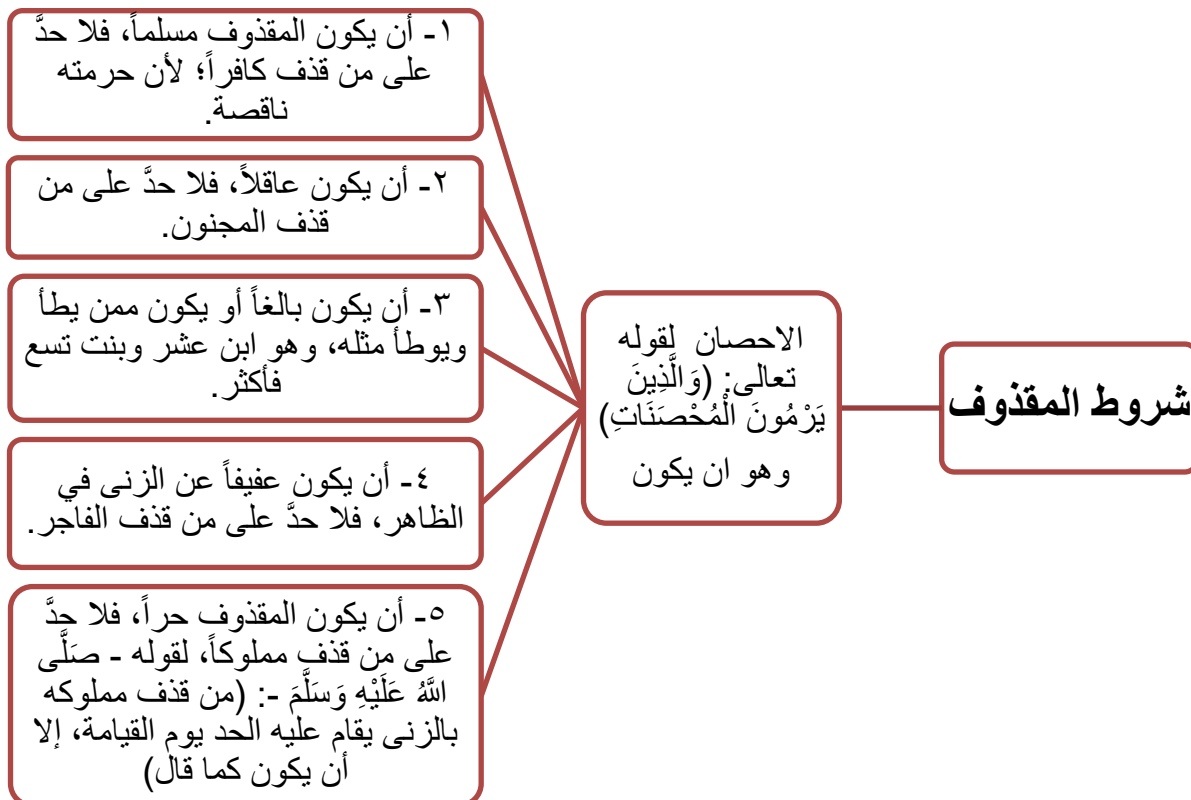 شروط المقذوف
الاحصان لقوله
تعالى: (وَالَّذِينَ
يَرْمُونَ الْمُحْصَنَاتِ)
وهو ان يكون
١- أن يكون المقذوف مسلماً، فلا حدَّ
على من قذف كافراً؛ لأن حرمته
ناقصة.
٢- أن يكون عاقلاً، فلا حدَّ على من
قذف المجنون.
٣- أن يكون بالغاً أو يكون ممن يطأ
ويوطأ مثله، وهو ابن عشر وبنت تسع
فأكثر.
٤- أن يكون عفيفاً عن الزنى في
الظاهر، فلا حدَّ على من قذف الفاجر.
٥- أن يكون المقذوف حراً، فلا حدَّ
على من قذف مملوكاً، لقوله - صَلَّى
اللَّهُ عَلَيْهِ وَسَلَّمَ -: (من قذف مملوكه
بالزنى يقام عليه الحد يوم القيامة، إلا
أن يكون كما قال)